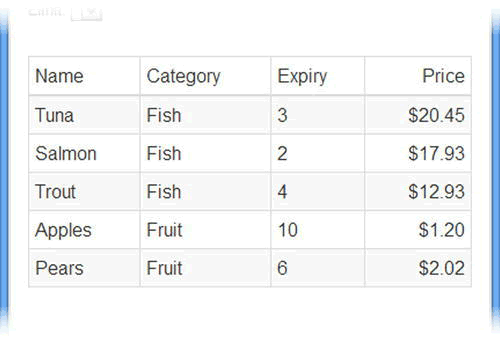 Limit:
Name Category Expiry Price
Tuna Fish 3 $20.45
Salmon Fish 2 $17.93
Trout Fish 4 $12.93
Apples Fruit 10 $1.20
Pears Fruit 6 $2.02